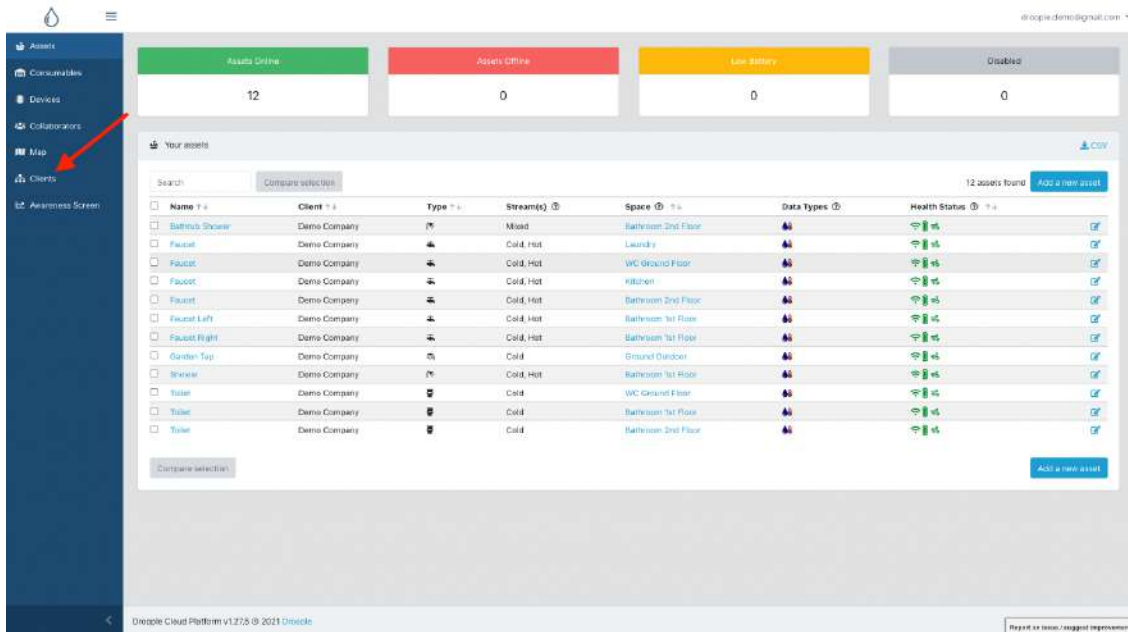 droople.demo@gmail.com
Assets
Consumables
Devices
Collaborators
Map
Clients
Awareness Screen
Assets Online
12
Assets Offline
0
Low Battery
0
Disabled
0
Your assets
CSV
Search
Compare selection
12 assets found
Add a new asset
Name Client Type Stream(s) Space Data Types Health Status
Bathtub Shower Demo Company Mixed Bathroom 2nd Floor
Faucet Demo Company Cold, Hot Laundry
Faucet Demo Company Cold, Hot WC Ground Floor
Faucet Demo Company Cold, Hot Kitchen
Faucet Demo Company Cold, Hot Bathroom 2nd Floor
Faucet Left Demo Company Cold, Hot Bathroom 1st Floor
Faucet Right Demo Company Cold, Hot Bathroom 1st Floor
Garden Tap Demo Company Cold Ground Outdoor
Shower Demo Company Cold, Hot Bathroom 1st Floor
Toilet Demo Company Cold WC Ground Floor
Toilet Demo Company Cold Bathroom 1st Floor
Toilet Demo Company Cold Bathroom 2nd Floor
Compare selection
Add a new asset
Droople Cloud Platform v1.27.5 © 2021 Droople
Report an issue / suggest improvement